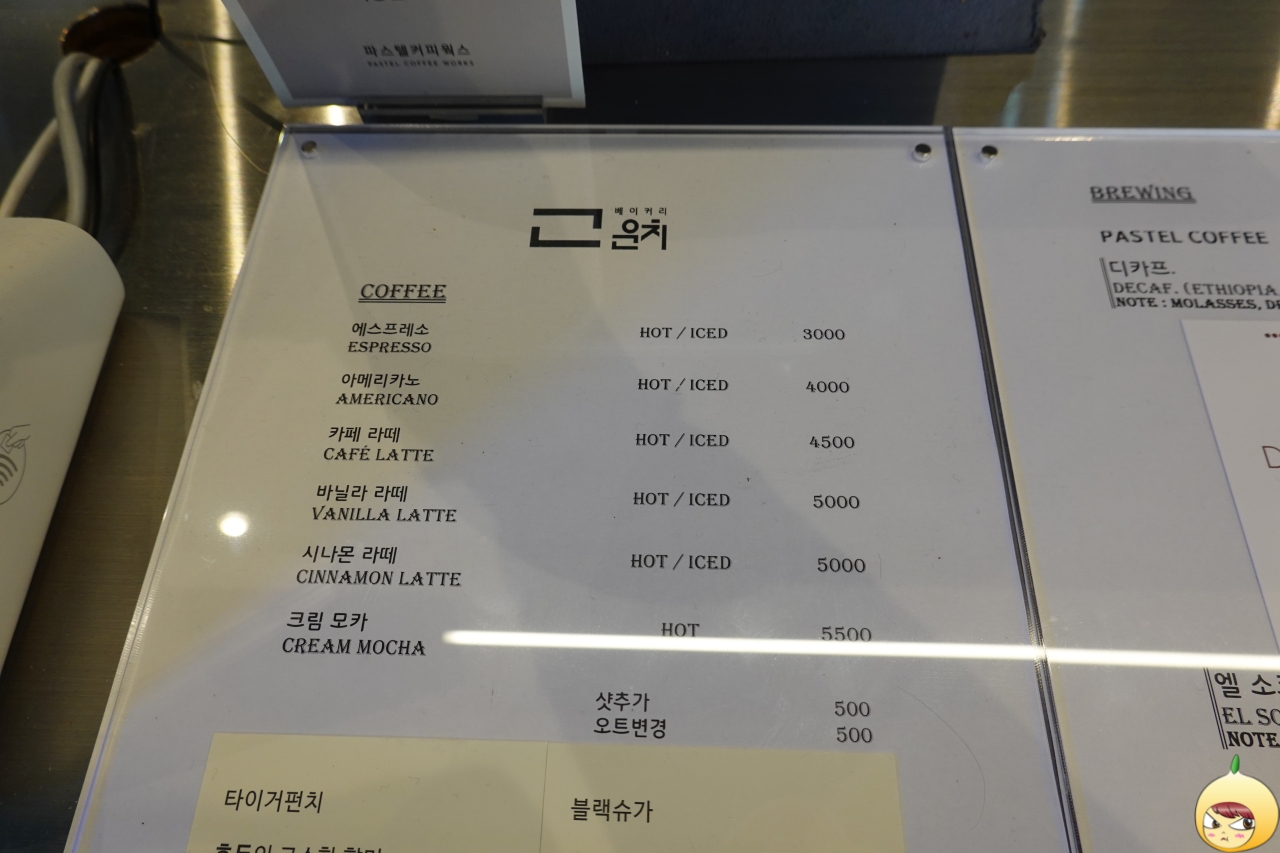 파스텔커피웍스
PASTEL COFFEE WORKS
베이커리
윤치
COFFEE
에스프레소 HOT / ICED 3000
ESPRESSO
아메리카노 HOT / ICED 4000
AMERICANO
카페 라떼 HOT / ICED 4500
CAFÉ LATTE
바닐라 라떼 HOT / ICED 5000
VANILLA LATTE
시나몬 라떼 HOT / ICED 5000
CINNAMON LATTE
크림 모카 HOT 5500
CREAM MOCHA
샷추가 500
오트변경 500
타이거펀치
블랙슈가
BREWING
PASTEL COFFEE
디카프.
DECAF. (ETHIOPIA
NOTE : MOLASSES,
엘
EL
NOTE